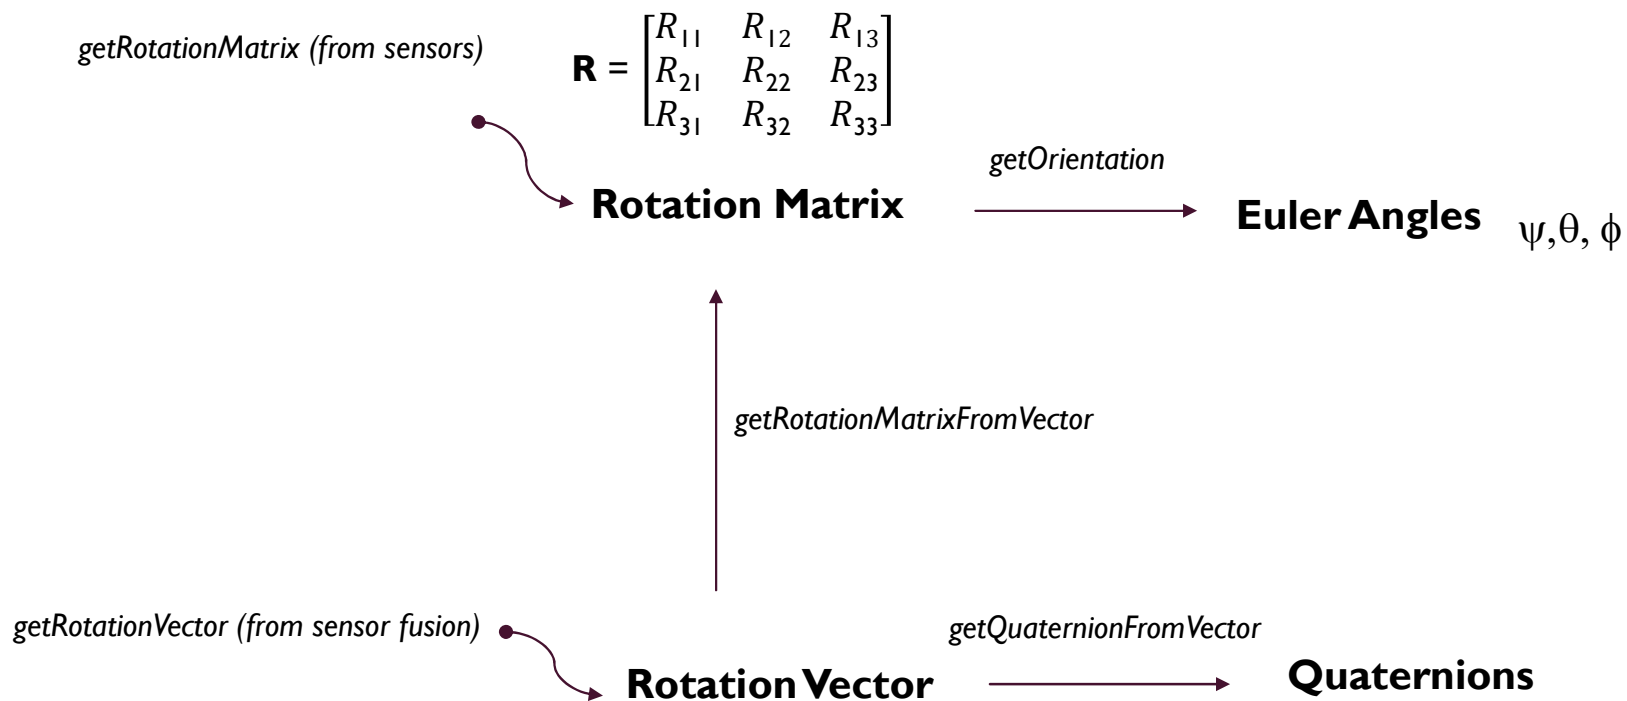 getRotationMatrix (from sensors)
R = [R11 R12 R13
R21 R22 R23
R31 R32 R33]
getOrientation
Rotation Matrix
Euler Angles ψ,θ, ϕ
getRotationMatrixFromVector
getRotationVector (from sensor fusion)
getQuaternionFromVector
Rotation Vector
Quaternions